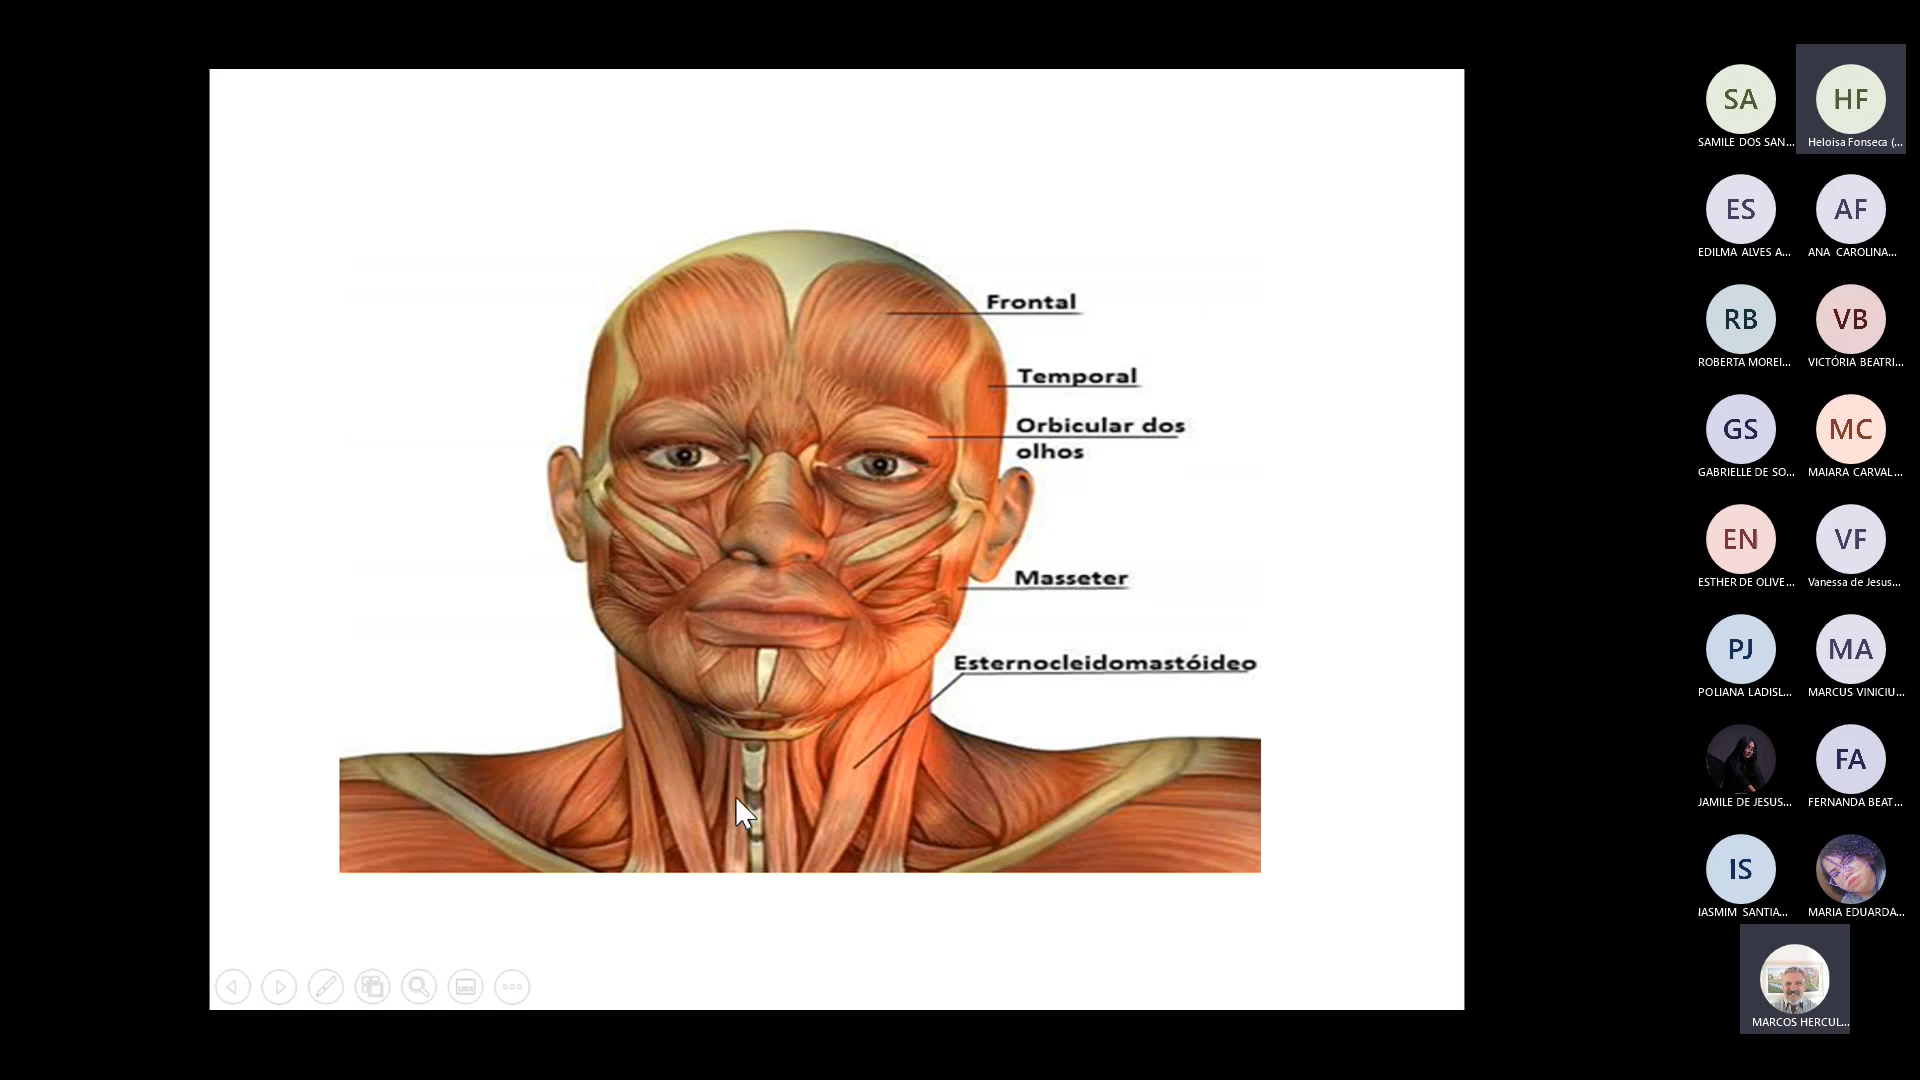 Frontal
Temporal
Orbicular dos
olhos
Masseter
Esternocleidomastóideo
SA
SAMILE DOS SAN...
HF
Heloisa Fonseca (...
ES
EDILMA ALVES A...
AF
ANA CAROLINA...
RB
ROBERTA MOREI...
VB
VICTÓRIA BEATRI...
GS
GABRIELLE DE SO...
MC
MAIARA CARVAL...
EN
ESTHER DE OLIVE...
VF
Vanessa de Jesus...
PJ
POLIANA LADISL...
MA
MARCUS VINICIU...
JAMILE DE JESUS...
FA
FERNANDA BEAT...
IS
IASMIM SANTIA...
MARIA EDUARDA...
MARCOS HERCUL...